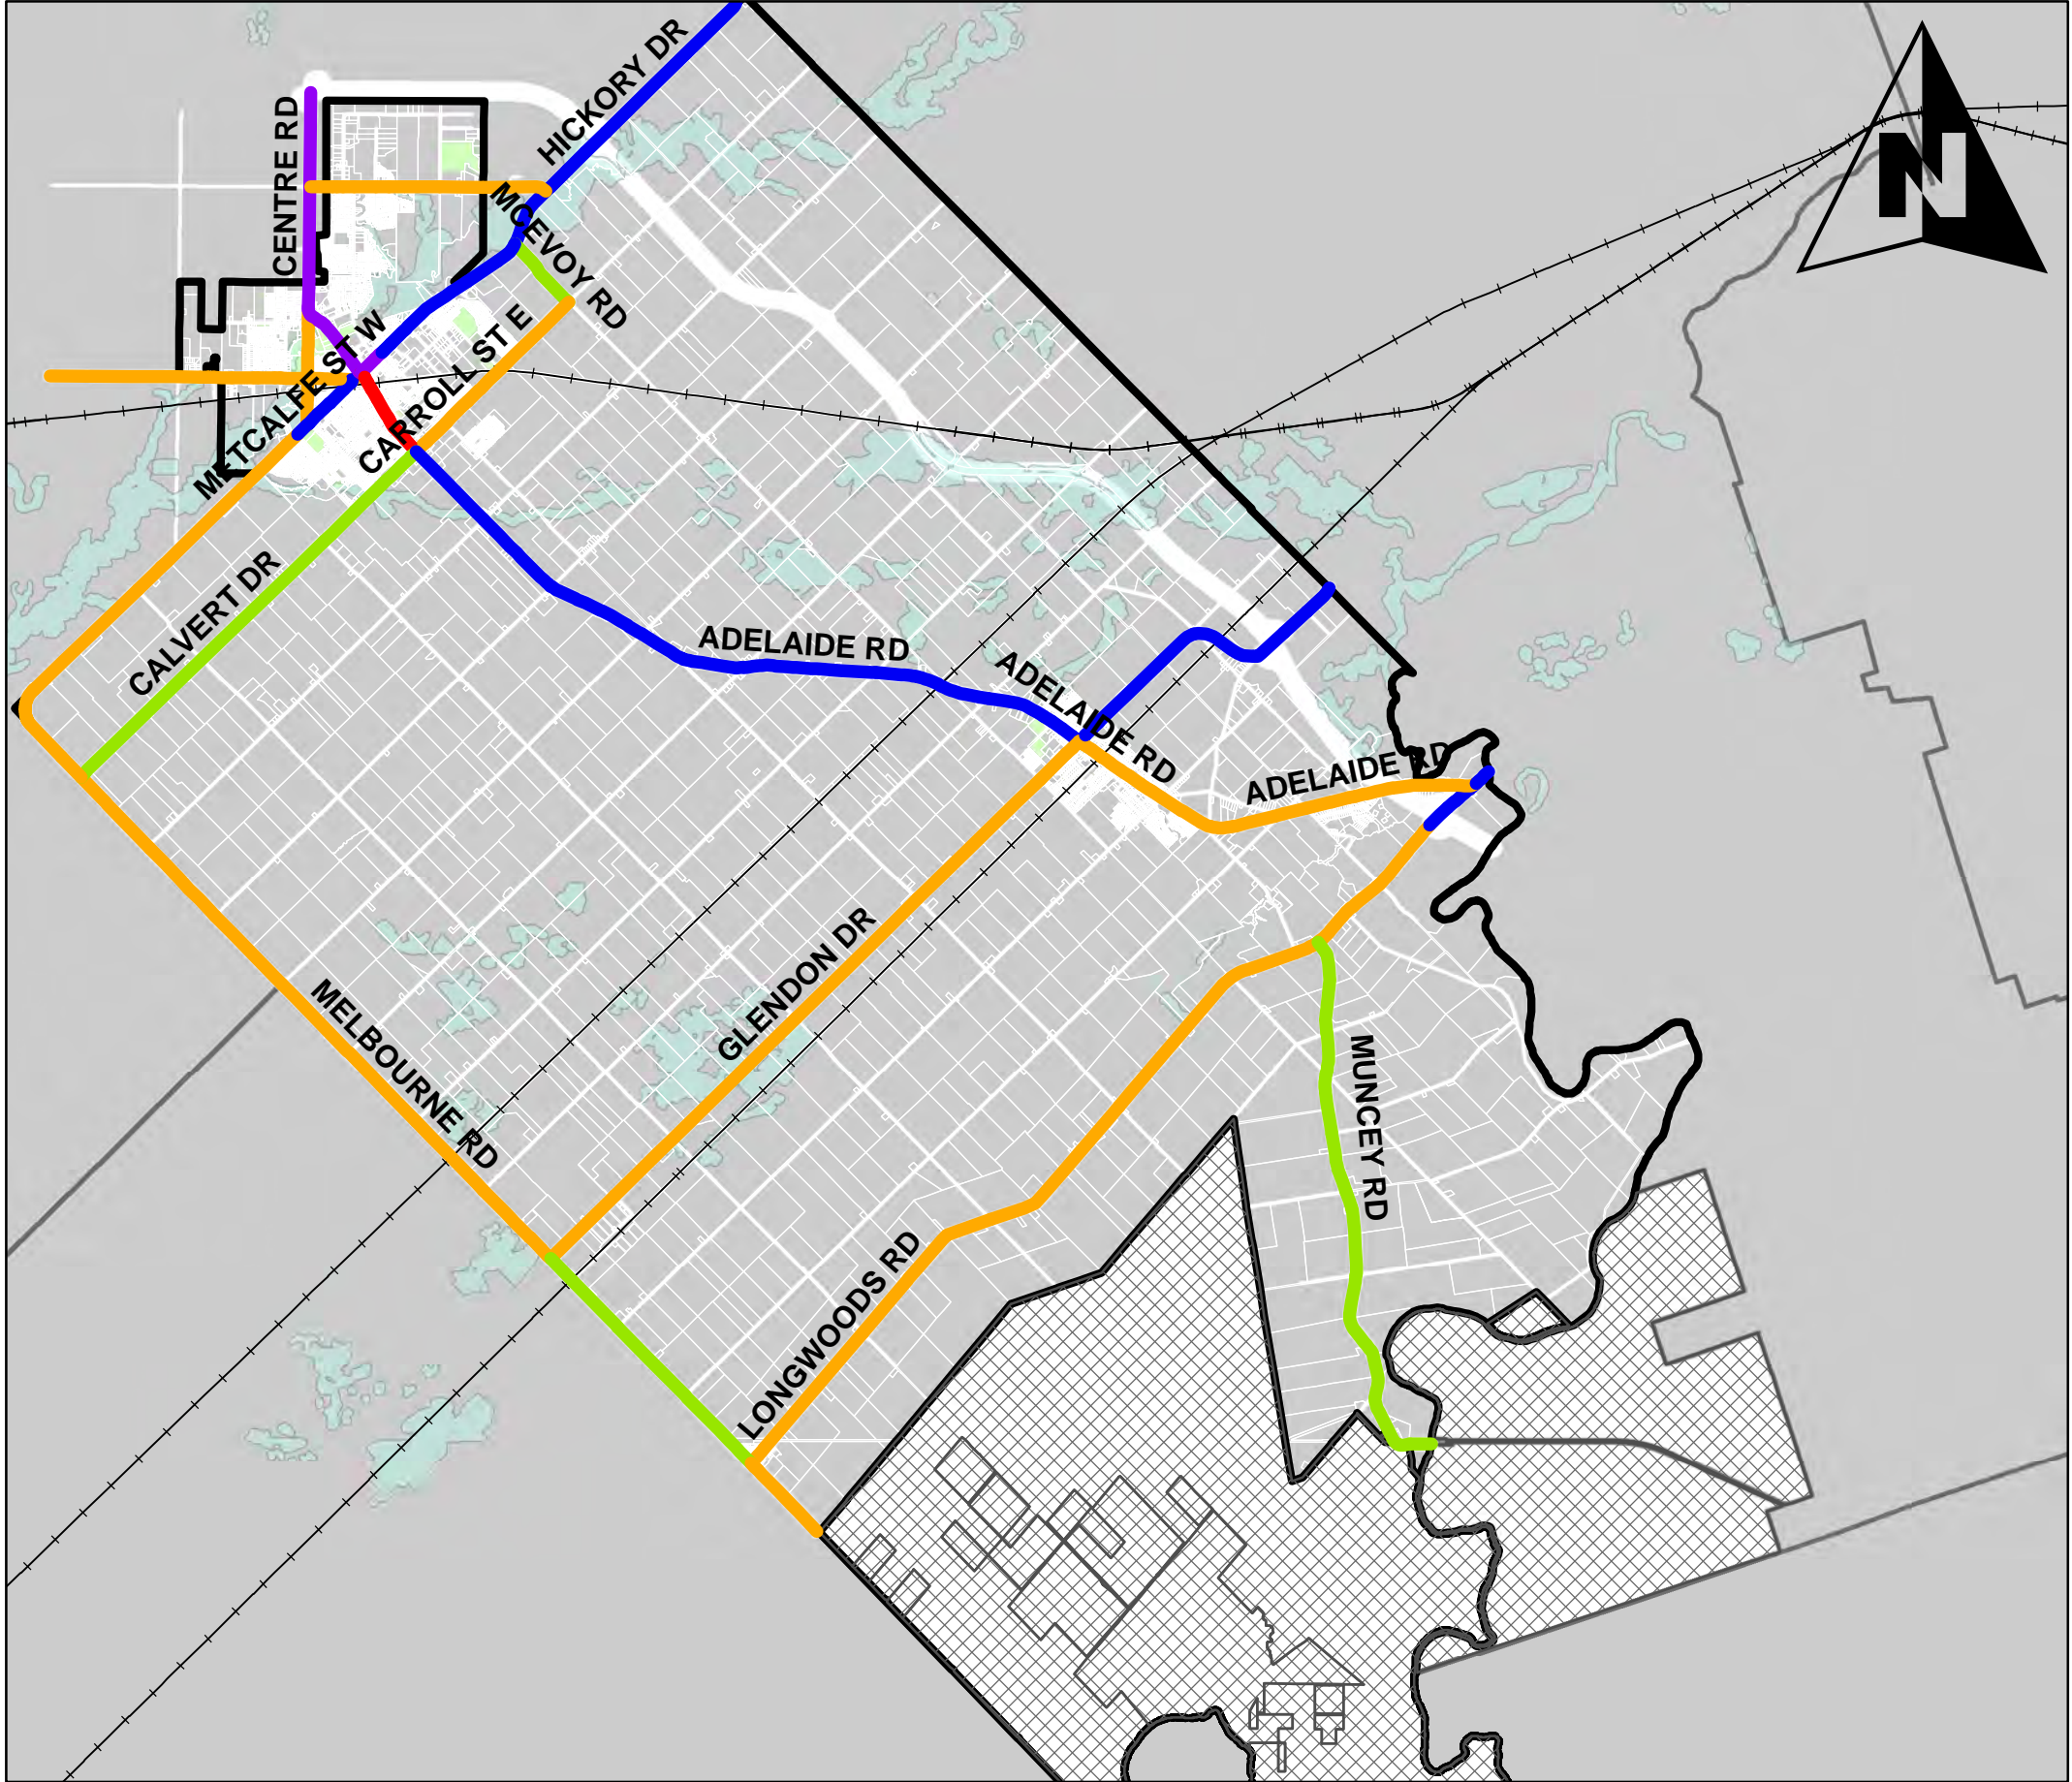 HICKORY DR
CENTRE RD
N
MCEVOY RD
METCALFE ST W
CARROLL ST E
CALVERT DR
ADELAIDE RD
ADELAIDE RD
ADELAIDE RD
GLENDON DR
MELBOURNE RD
MUNCEY RD
LONGWOODS RD